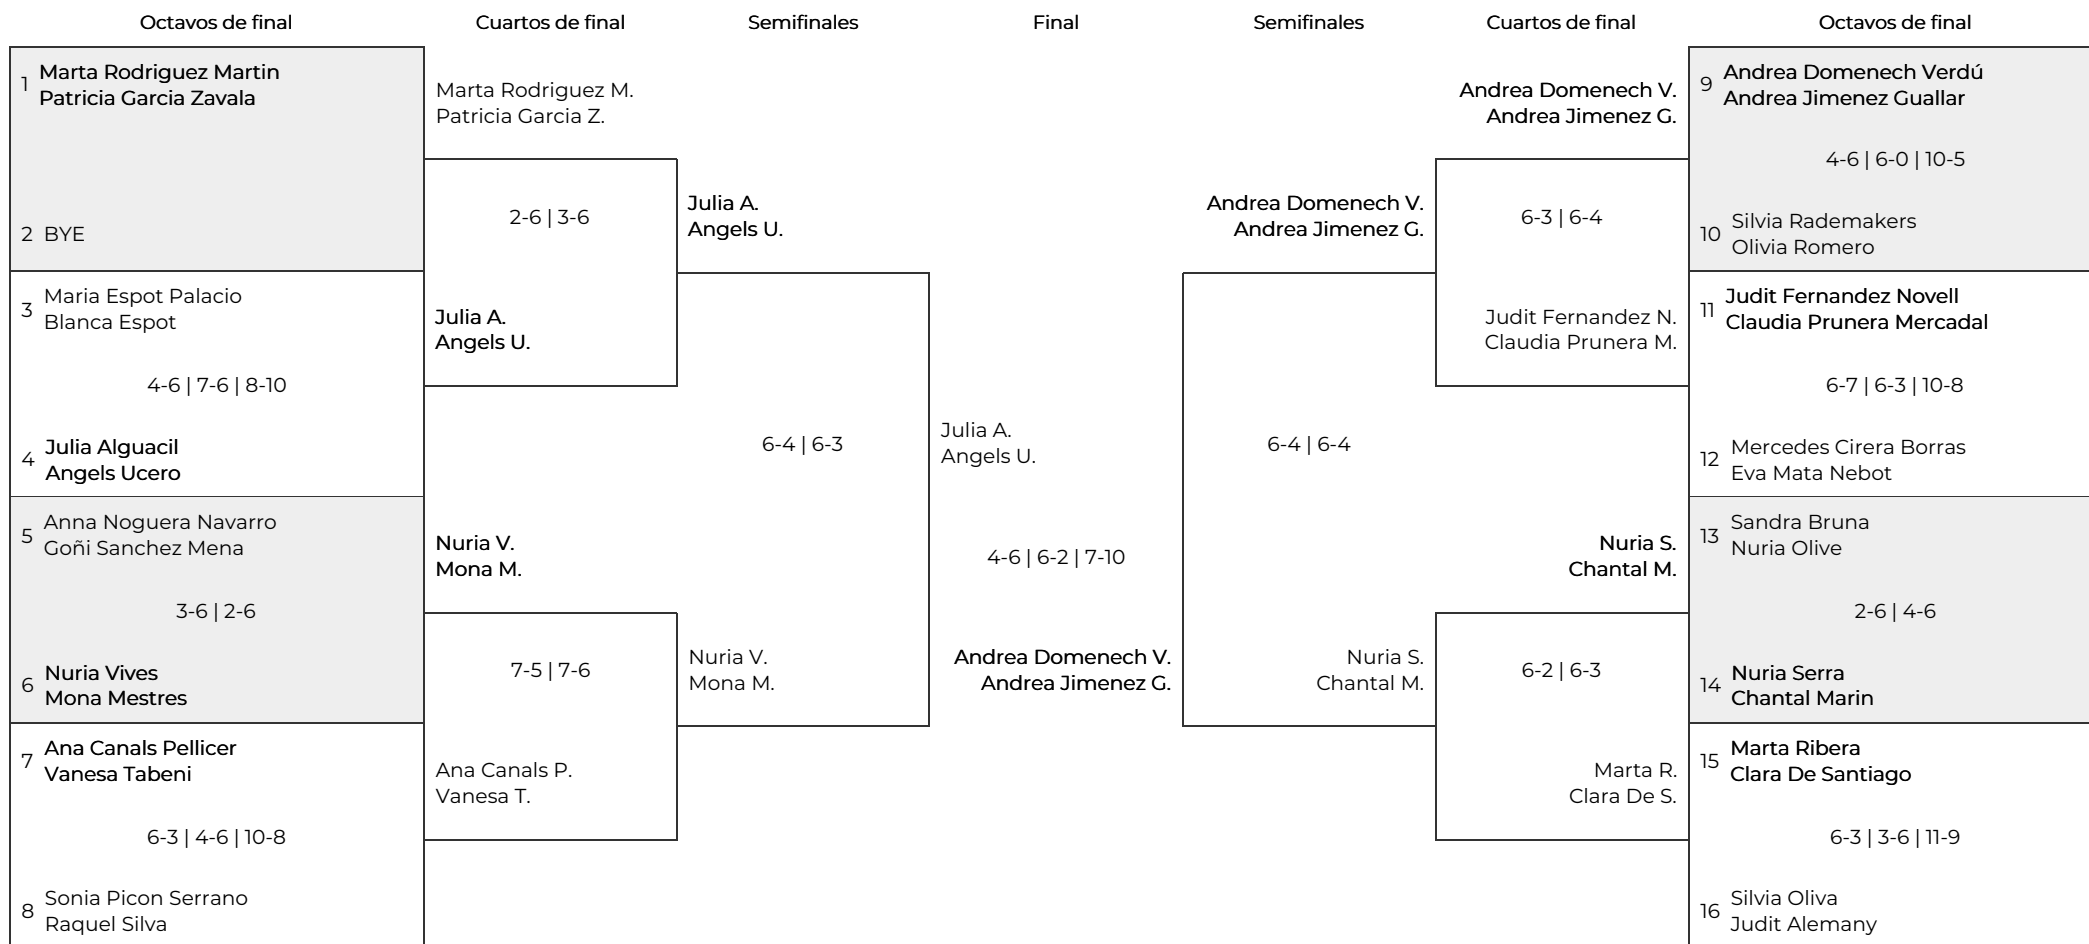 Octavos de final
Cuartos de final
Semifinales
Final
Semifinales
Cuartos de final
Octavos de final
1
Marta Rodriguez Martin
Patricia Garcia Zavala
2 BYE
3
Maria Espot Palacio
Blanca Espot
4-6 | 7-6 | 8-10
4
Julia Alguacil
Angels Ucero
5
Anna Noguera Navarro
Goñi Sanchez Mena
3-6 | 2-6
6
Nuria Vives
Mona Mestres
7
Ana Canals Pellicer
Vanesa Tabeni
6-3 | 4-6 | 10-8
8
Sonia Picon Serrano
Raquel Silva
Marta Rodriguez M.
Patricia Garcia Z.
2-6 | 3-6
Julia A.
Angels U.
Nuria V.
Mona M.
7-5 | 7-6
Ana Canals P.
Vanesa T.
Julia A.
Angels U.
6-4 | 6-3
Nuria V.
Mona M.
Julia A.
Angels U.
4-6 | 6-2 | 7-10
Andrea Domenech V.
Andrea Jimenez G.
Andrea Domenech V.
Andrea Jimenez G.
6-4 | 6-4
Nuria S.
Chantal M.
Andrea Domenech V.
Andrea Jimenez G.
6-3 | 6-4
Judit Fernandez N.
Claudia Prunera M.
Nuria S.
Chantal M.
6-2 | 6-3
Marta R.
Clara De S.
9
Andrea Domenech Verdú
Andrea Jimenez Guallar
4-6 | 6-0 | 10-5
10
Silvia Rademakers
Olivia Romero
11
Judit Fernandez Novell
Claudia Prunera Mercadal
6-7 | 6-3 | 10-8
12
Mercedes Cirera Borras
Eva Mata Nebot
13
Sandra Bruna
Nuria Olive
2-6 | 4-6
14
Nuria Serra
Chantal Marin
15
Marta Ribera
Clara De Santiago
6-3 | 3-6 | 11-9
16
Silvia Oliva
Judit Alemany